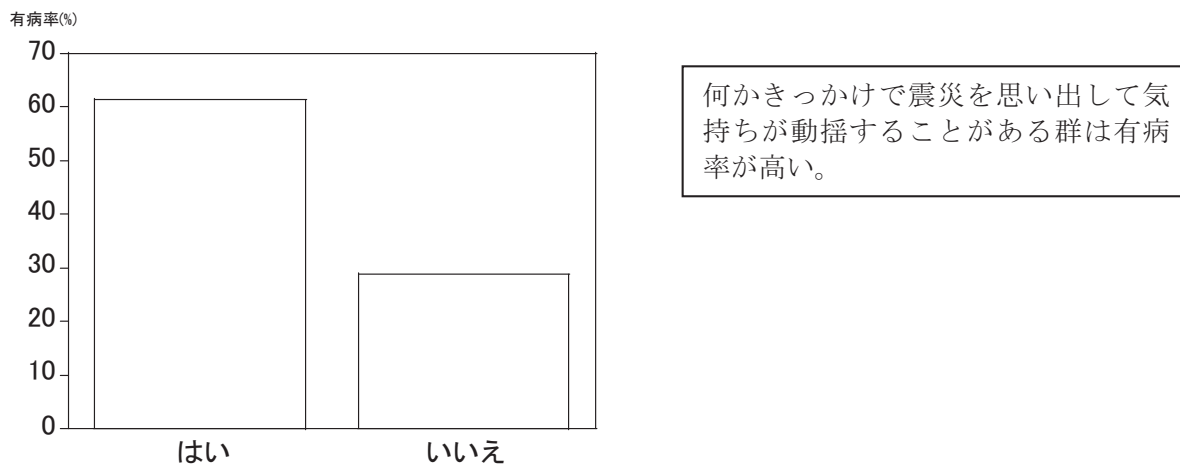 有病率(%)
70
60
50
40
30
20
10
0
はい
いいえ
何かきっかけで震災を思い出して気
持ちが動揺することがある群は有病
率が高い。